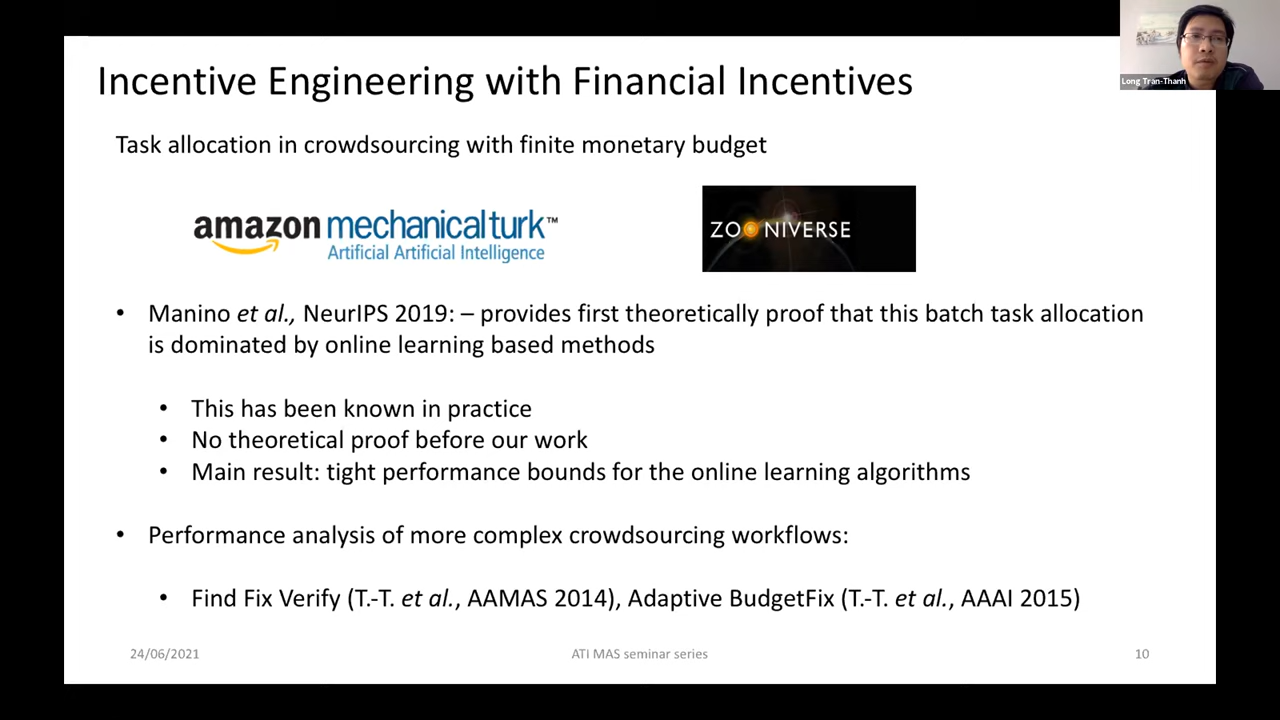 Incentive Engineering with Financial Incentives
Long Tran-Thanh
Task allocation in crowdsourcing with finite monetary budget
amazon mechanicalturk™
Artificial Artificial Intelligence
ZOONIVERSE
• Manino et al., NeurIPS 2019: – provides first theoretically proof that this batch task allocation
is dominated by online learning based methods
• This has been known in practice
• No theoretical proof before our work
• Main result: tight performance bounds for the online learning algorithms
• Performance analysis of more complex crowdsourcing workflows:
• Find Fix Verify (T.-T. et al., AAMAS 2014), Adaptive BudgetFix (T.-T. et al., AAAI 2015)
24/06/2021
ATI MAS seminar series
10